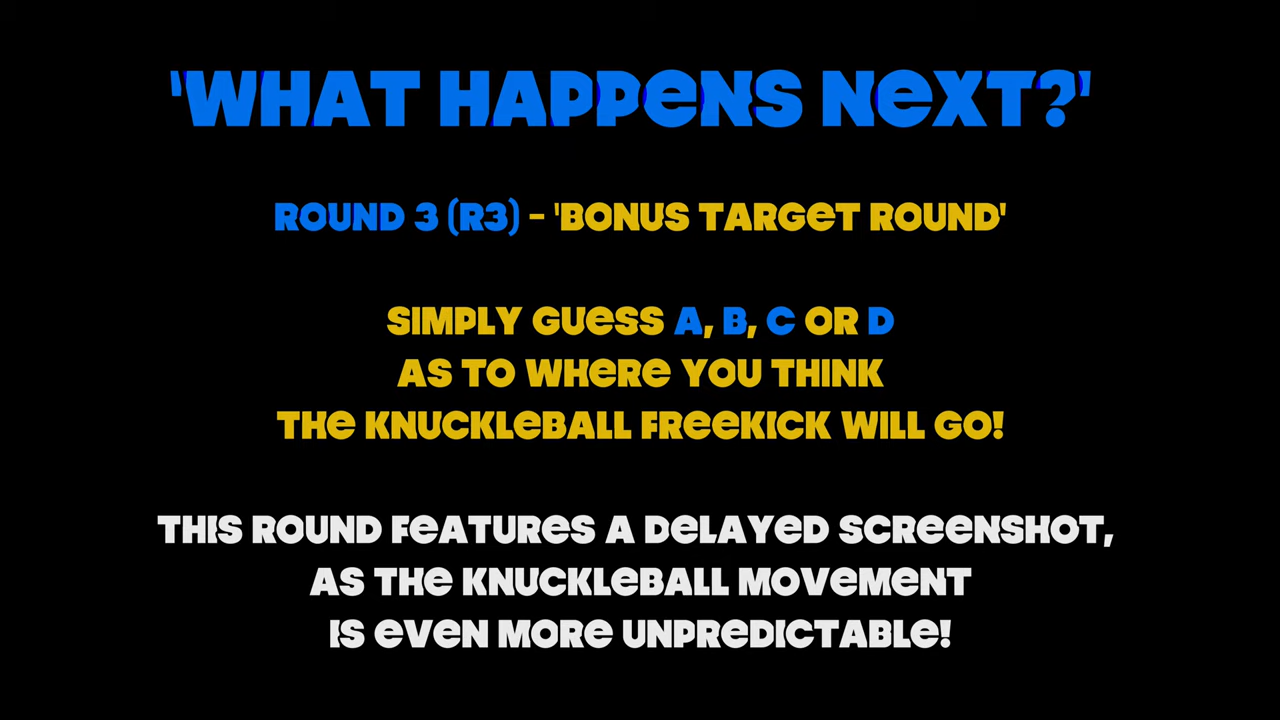 'WHAT HAPPENS NEXT?'
ROUND 3 (R3) - 'BONUS TARGET ROUND'
SIMPLY GUESS A, B, C OR D
AS TO WHERE YOU THINK
THE KNUCKLEBALL FREEKICK WILL GO!
THIS ROUND FEATURES A DELAYED SCREENSHOT,
AS THE KNUCKLEBALL MOVEMENT
IS EVEN MORE UNPREDICTABLE!